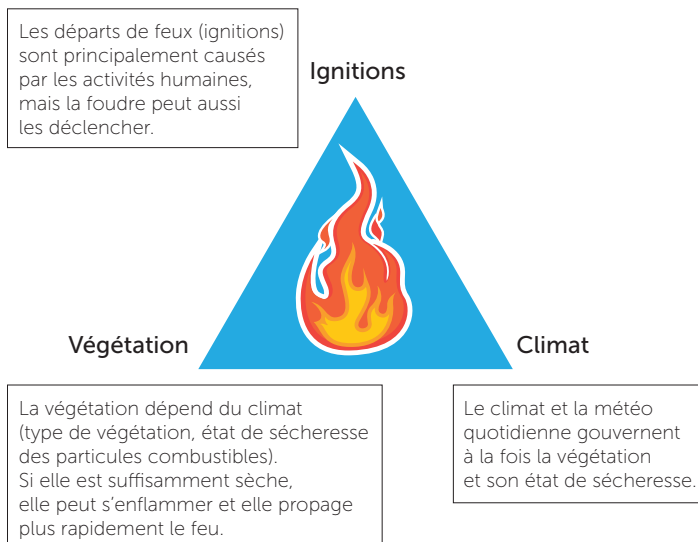 Les départs de feux (ignitions)
sont principalement causés
par les activités humaines,
mais la foudre peut aussi
les déclencher.
Ignitions
Végétation
Climat
La végétation dépend du climat
(type de végétation, état de sécheresse
des particules combustibles).
Si elle est suffisamment sèche,
elle peut s’enflammer et elle propage
plus rapidement le feu.
Le climat et la météo
quotidienne gouvernent
à la fois la végétation
et son état de sécheresse.